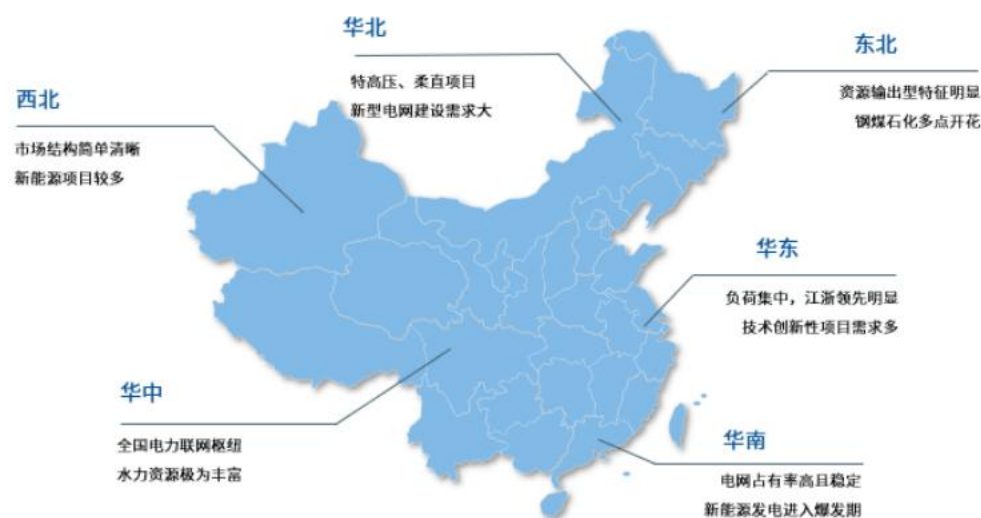 华北
特高压、柔直项目
新型电网建设需求大
东北
资源输出型特征明显
钢煤石化多点开花
西北
市场结构简单清晰
新能源项目较多
华东
负荷集中，江浙领先明显
技术创新性项目需求多
华中
全国电力联网枢纽
水力资源极为丰富
华南
电网占有率高且稳定
新能源发电进入爆发期